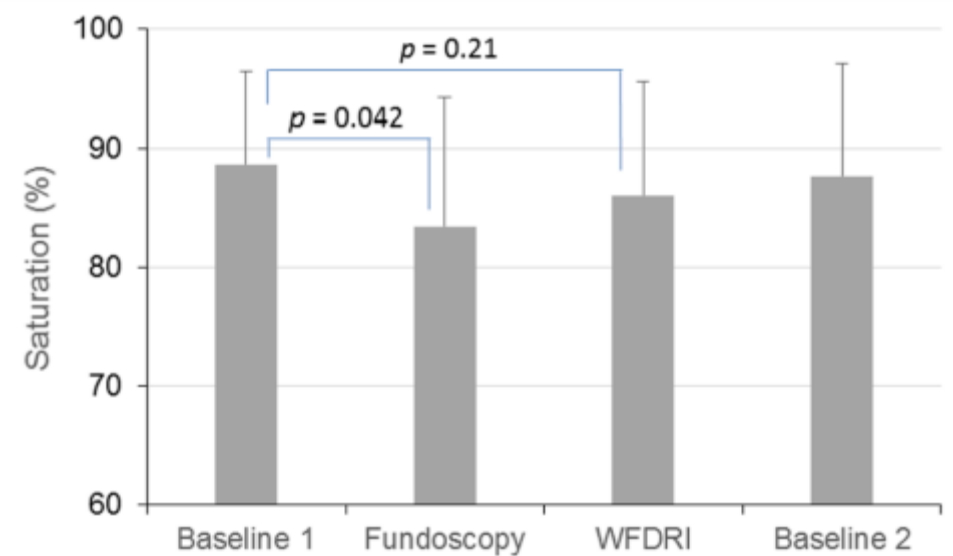 100
p = 0.21
p = 0.042
90
80
70
60
Saturation (%)
Baseline 1 Fundoscopy WFDRI Baseline 2